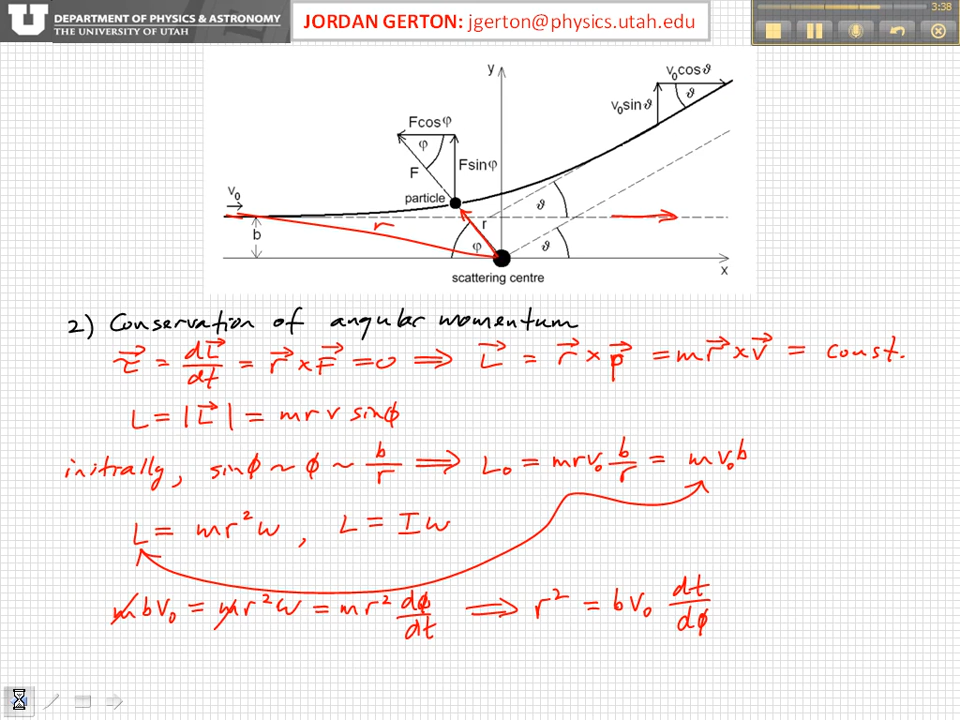 U DEPARTMENT OF PHYSICS & ASTRONOMY
THE UNIVERSITY OF UTAH
JORDAN GERTON: jgerton@physics.utah.edu
3:38
y
v₀cosϑ
v₀sinϑ
ϑ
Fcosφ
φ
F
Fsinφ
v₀
particle
ϑ
b
r
r
φ
ϑ
x
scattering centre
2) Conservation of angular momentum
τ⃗ = dL⃗/dt = r⃗ × F⃗ = 0 ⟹ L⃗ = r⃗ × p⃗ = m r⃗ × v⃗ = const.
L = |L⃗| = m r v sinϕ
initially, sinϕ ~ ϕ ~ b/r ⟹ L₀ = m r v₀ b/r = m v₀ b
L = m r² ω , L = I ω
m b v₀ = m r² ω = m r² dϕ/dt ⟹ r² = b v₀ dt/dϕ